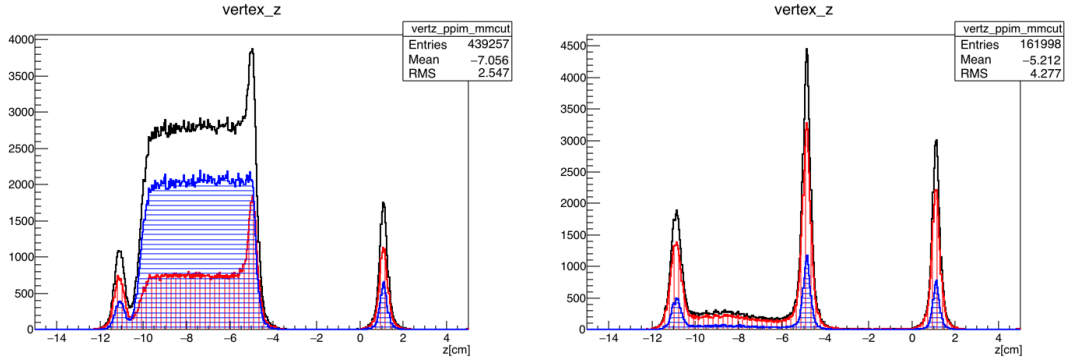 vertex_z
vertz_ppim_mmcut
Entries 439257
Mean −7.056
RMS 2.547
4000
3500
3000
2500
2000
1500
1000
500
0
−14 −12 −10 −8 −6 −4 −2 0 2 4
z[cm]
vertex_z
vertz_ppim_mmcut
Entries 161998
Mean −5.212
RMS 4.277
4500
4000
3500
3000
2500
2000
1500
1000
500
0
−14 −12 −10 −8 −6 −4 −2 0 2 4
z[cm]